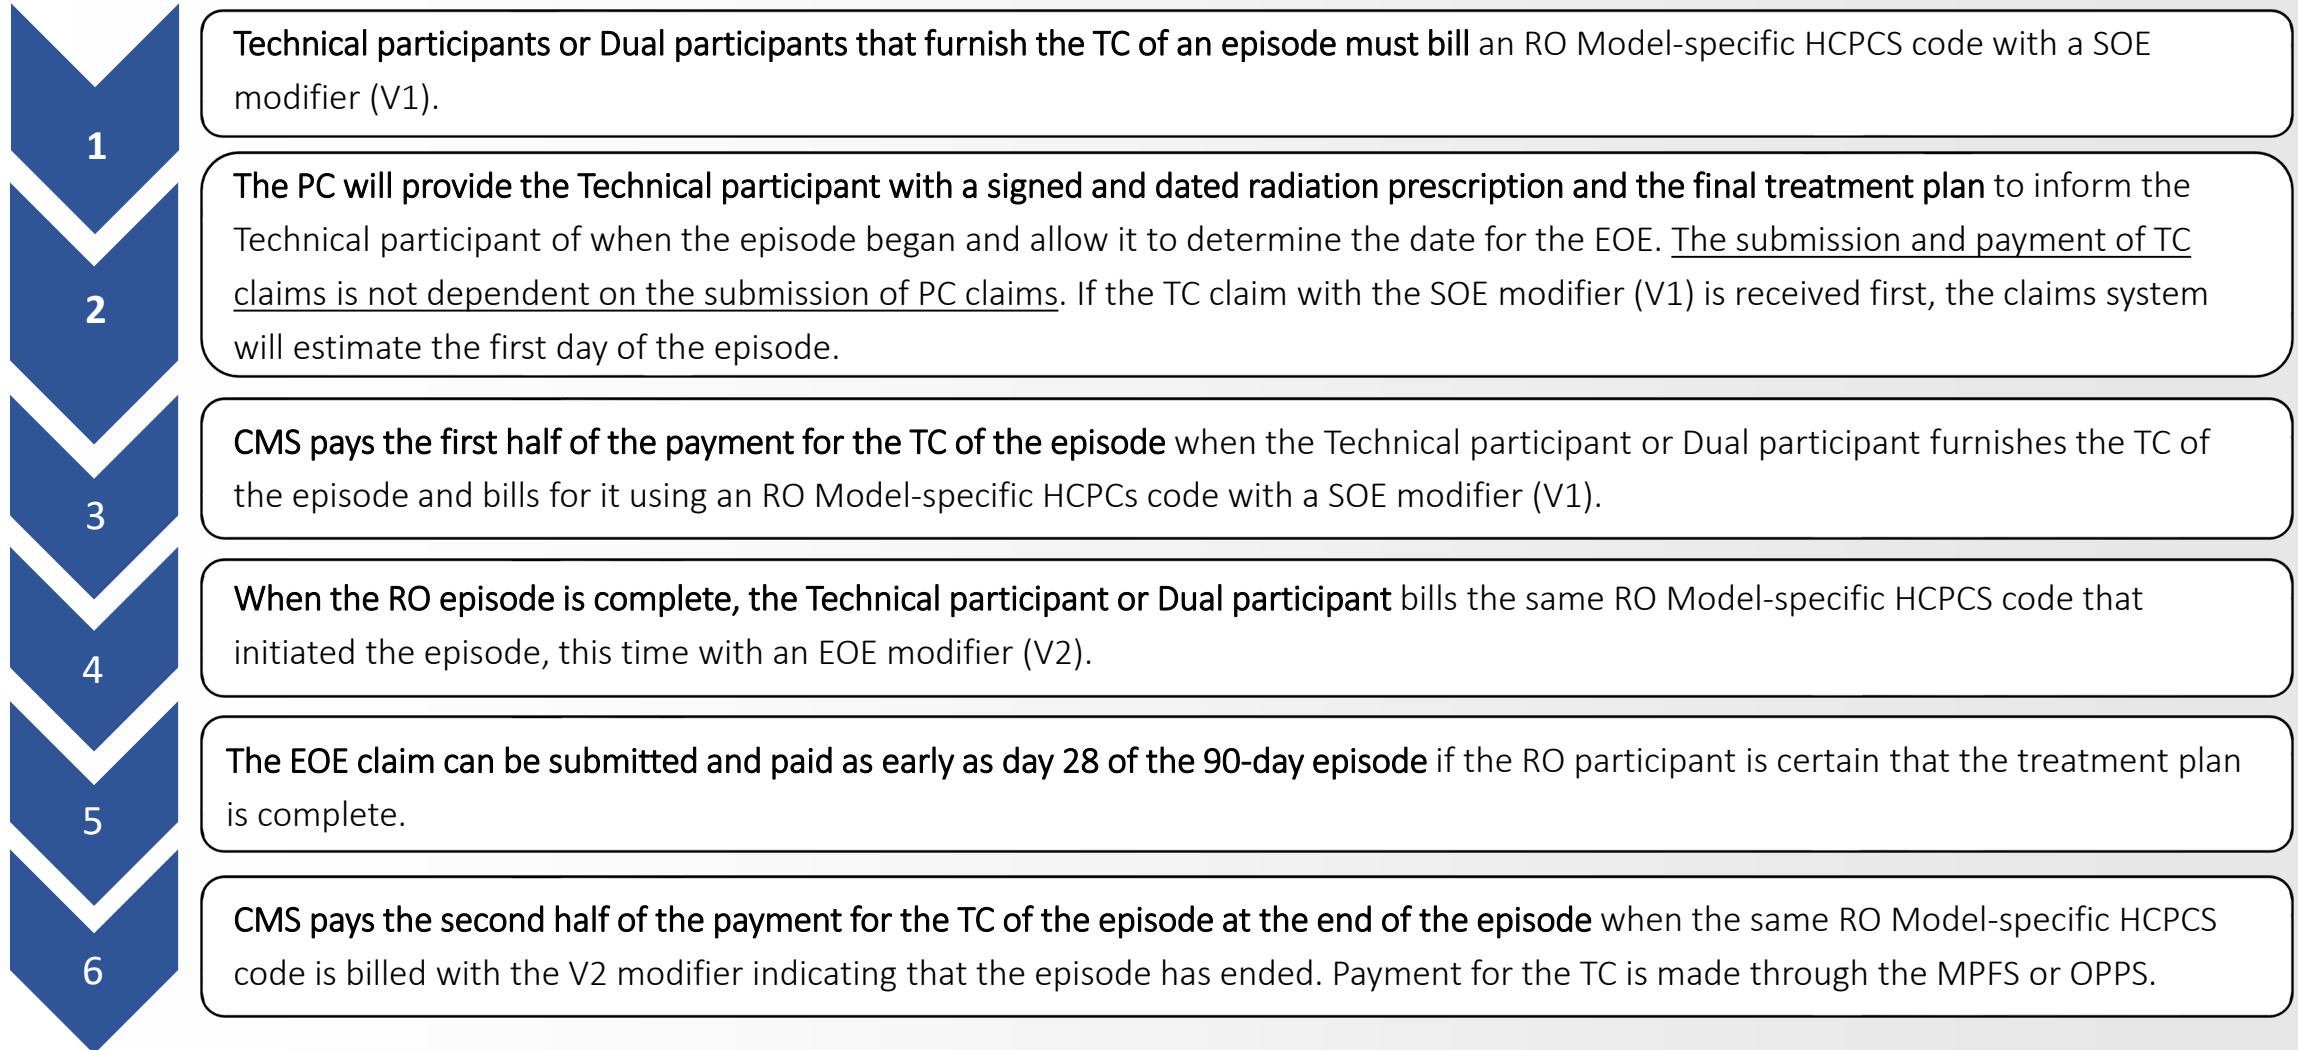 1
Technical participants or Dual participants that furnish the TC of an episode must bill an RO Model-specific HCPCS code with a SOE
modifier (V1).
2
The PC will provide the Technical participant with a signed and dated radiation prescription and the final treatment plan to inform the
Technical participant of when the episode began and allow it to determine the date for the EOE. The submission and payment of TC
claims is not dependent on the submission of PC claims. If the TC claim with the SOE modifier (V1) is received first, the claims system
will estimate the first day of the episode.
3
CMS pays the first half of the payment for the TC of the episode when the Technical participant or Dual participant furnishes the TC of
the episode and bills for it using an RO Model-specific HCPCs code with a SOE modifier (V1).
4
When the RO episode is complete, the Technical participant or Dual participant bills the same RO Model-specific HCPCS code that
initiated the episode, this time with an EOE modifier (V2).
5
The EOE claim can be submitted and paid as early as day 28 of the 90-day episode if the RO participant is certain that the treatment plan
is complete.
6
CMS pays the second half of the payment for the TC of the episode at the end of the episode when the same RO Model-specific HCPCS
code is billed with the V2 modifier indicating that the episode has ended. Payment for the TC is made through the MPFS or OPPS.